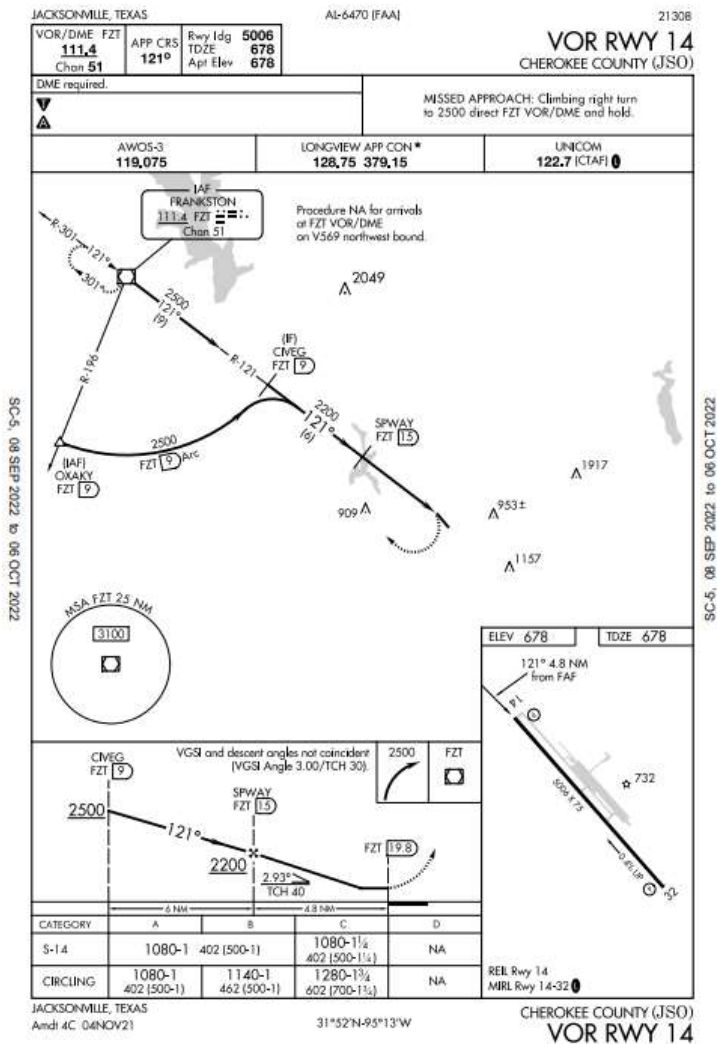 JACKSONVILLE, TEXAS
AL-6470 (FAA)
21308
VOR/DME FZT
111.4
Chan 51
APP CRS
121°
Rwy ldg 5006
TDZE 678
Apt Elev 678
VOR RWY 14
CHEROKEE COUNTY (JSO)
DME required.
T
A
MISSED APPROACH: Climbing right turn
to 2500 direct FZT VOR/DME and hold.
AWOS-3
119.075
LONGVIEW APP CON*
128.75 379.15
UNICOM
122.7 (CTAF) L
IAF
FRANKSTON
111.4 FZT
Chan 51
Procedure NA for arrivals
at FZT VOR/DME
on V569 northwest bound.
R-301
121°
301°
2500
121°
(9)
2049
R-196
R-121
(IF)
CIVEG
FZT 9
2200
121°
(6)
SPWAY
FZT 15
2500
FZT 9 Arc
(IAF)
OXAKY
FZT 9
1917
909
953±
1157
SC-5, 08 SEP 2022 to 06 OCT 2022
SC-5, 08 SEP 2022 to 06 OCT 2022
MSA FZT 25 NM
3100
ELEV 678
TDZE 678
121° 4.8 NM
from FAF
14
5006 X 75
732
0.4% UP
32
REIL Rwy 14
MIRL Rwy 14-32 L
CIVEG
FZT 9
VGSI and descent angles not coincident
(VGSI Angle 3.00/TCH 30).
2500
FZT
SPWAY
FZT 15
2500
121°
FZT 19.8
2200
2.93°
TCH 40
6 NM
4.8 NM
CATEGORY A B C D
S-14 1080-1 402 (500-1) 1080-1¼ 402 (500-1¼) NA
CIRCLING 1080-1 402 (500-1) 1140-1 462 (500-1) 1280-1¾ 602 (700-1¾) NA
JACKSONVILLE, TEXAS
Amdt 4C 04NOV21
31°52'N-95°13'W
CHEROKEE COUNTY (JSO)
VOR RWY 14